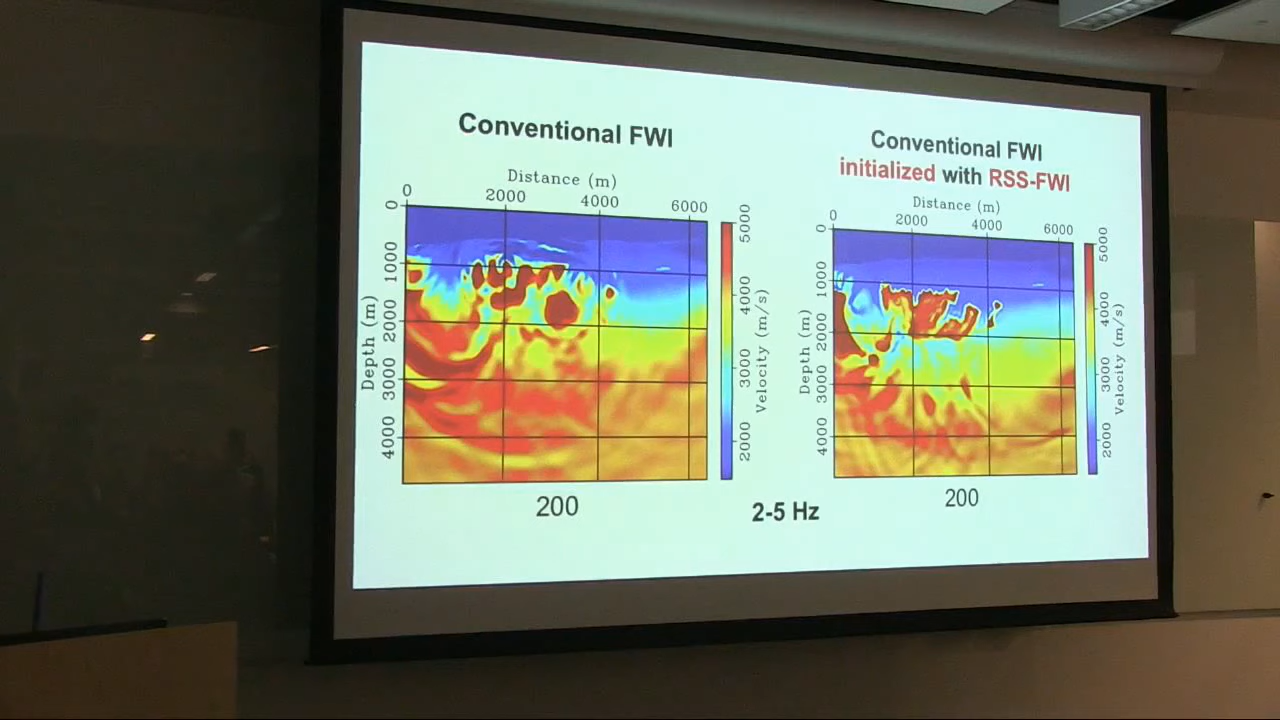 Conventional FWI
Distance (m)
0 2000 4000 6000
0 1000 2000 3000 4000
Depth (m)
5000 4000 3000 2000
Velocity (m/s)
200
2-5 Hz
Conventional FWI
initialized with RSS-FWI
Distance (m)
0 2000 4000 6000
0 1000 2000 3000 4000
Depth (m)
5000 4000 3000 2000
Velocity (m/s)
200